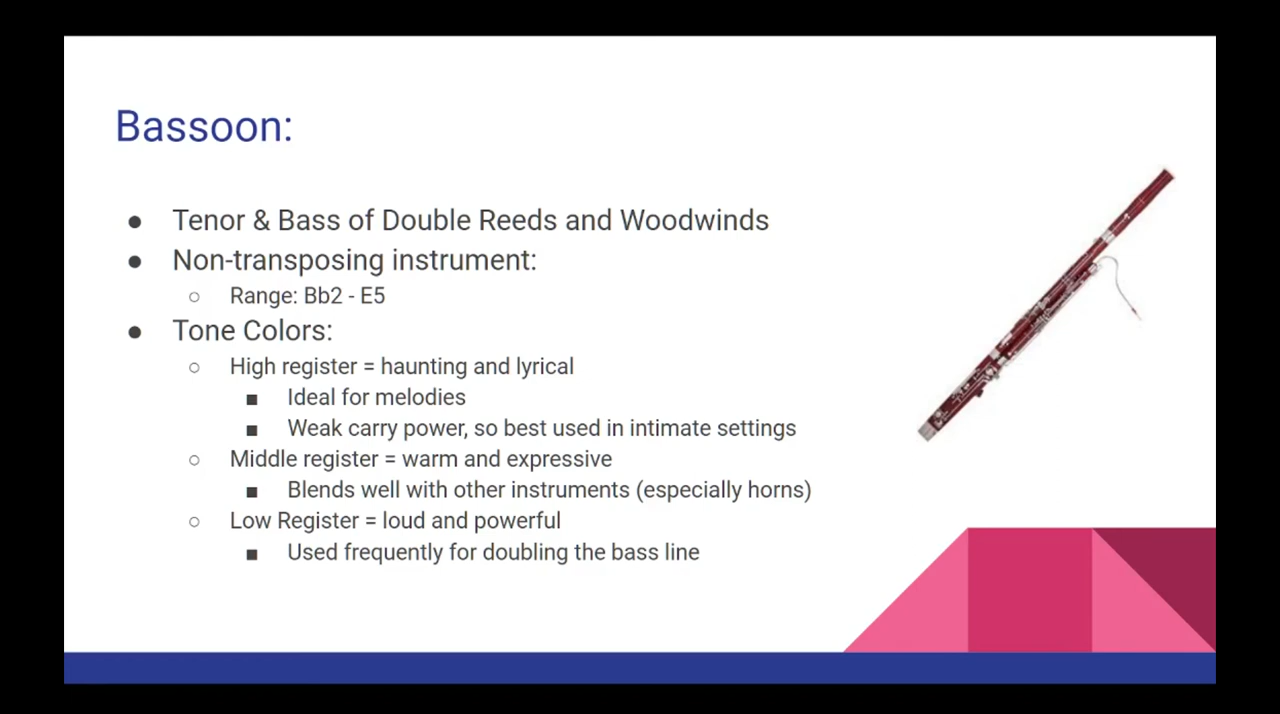 Bassoon:
● Tenor & Bass of Double Reeds and Woodwinds
● Non-transposing instrument:
○ Range: Bb2 - E5
● Tone Colors:
○ High register = haunting and lyrical
■ Ideal for melodies
■ Weak carry power, so best used in intimate settings
○ Middle register = warm and expressive
■ Blends well with other instruments (especially horns)
○ Low Register = loud and powerful
■ Used frequently for doubling the bass line